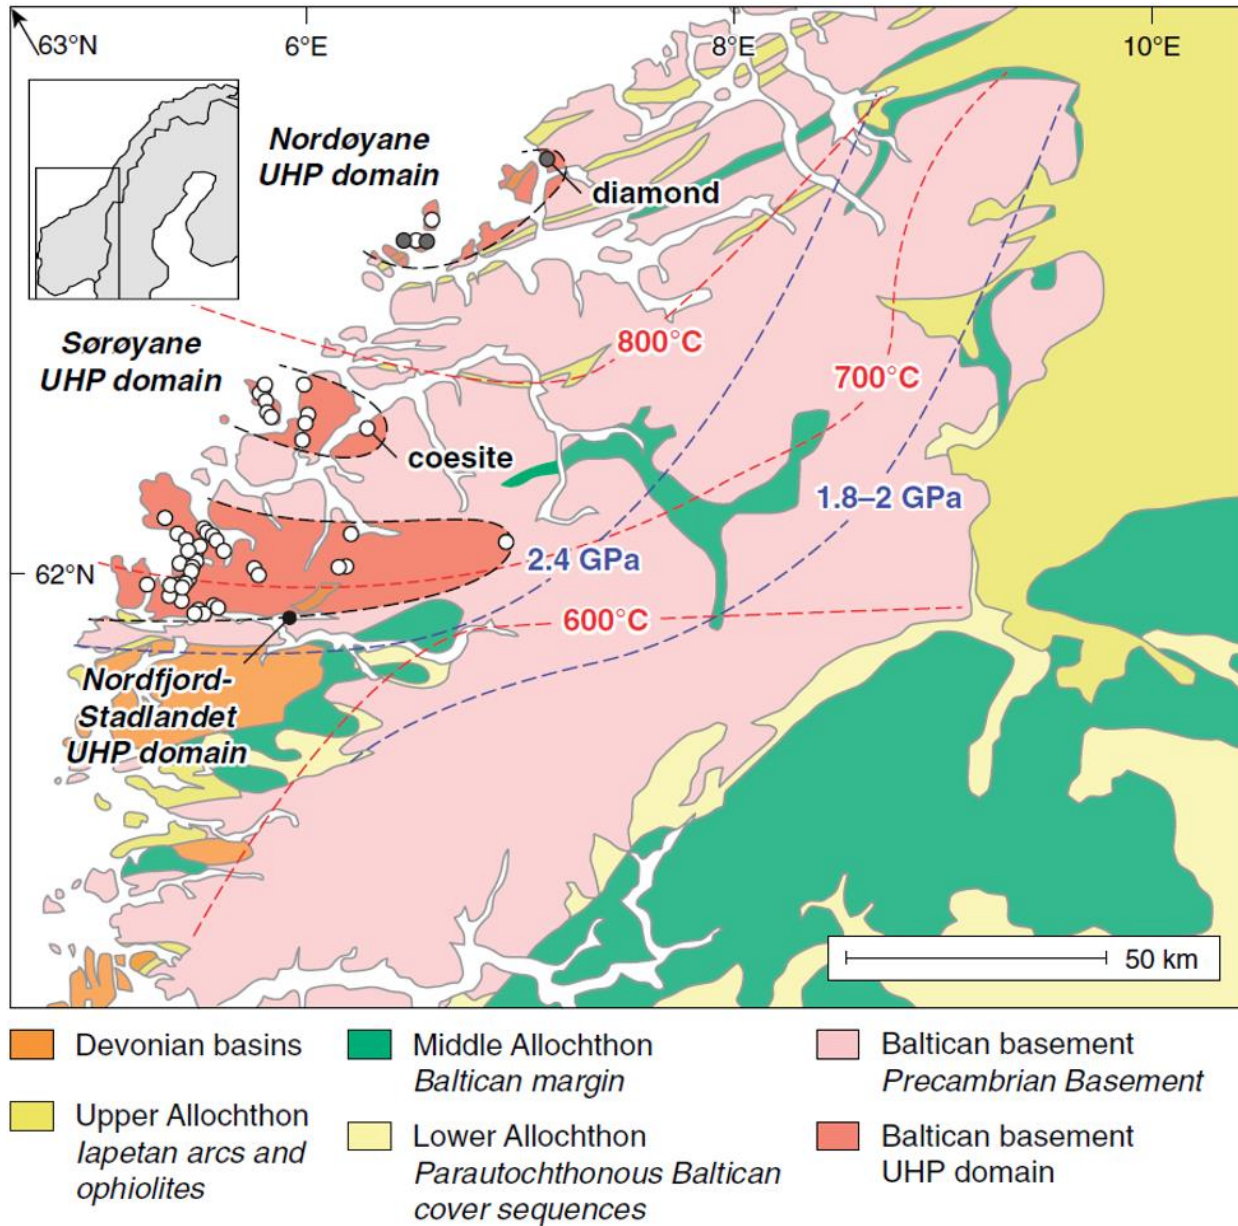 63°N
6°E
8°E
10°E
Nordøyane
UHP domain
diamond
Sørøyane
UHP domain
800°C
700°C
coesite
1.8–2 GPa
62°N
2.4 GPa
600°C
Nordfjord-
Stadlandet
UHP domain
50 km
Devonian basins
Upper Allochthon
Iapetan arcs and
ophiolites
Middle Allochthon
Baltican margin
Lower Allochthon
Parautochthonous Baltican
cover sequences
Baltican basement
Precambrian Basement
Baltican basement
UHP domain